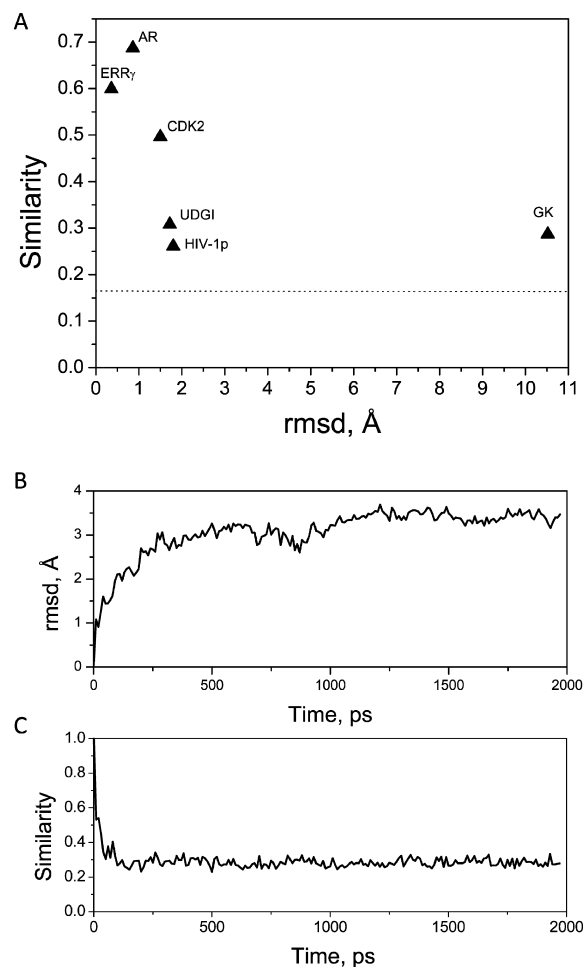 A
0.7
0.6
0.5
0.4
0.3
0.2
0.1
0.0
Similarity
AR
ERRγ
CDK2
UDGI
HIV-1p
GK
0 1 2 3 4 5 6 7 8 9 10 11
rmsd, Å
B
4
3
2
1
0
rmsd, Å
0 500 1000 1500 2000
Time, ps
C
1.0
0.8
0.6
0.4
0.2
0.0
Similarity
0 500 1000 1500 2000
Time, ps